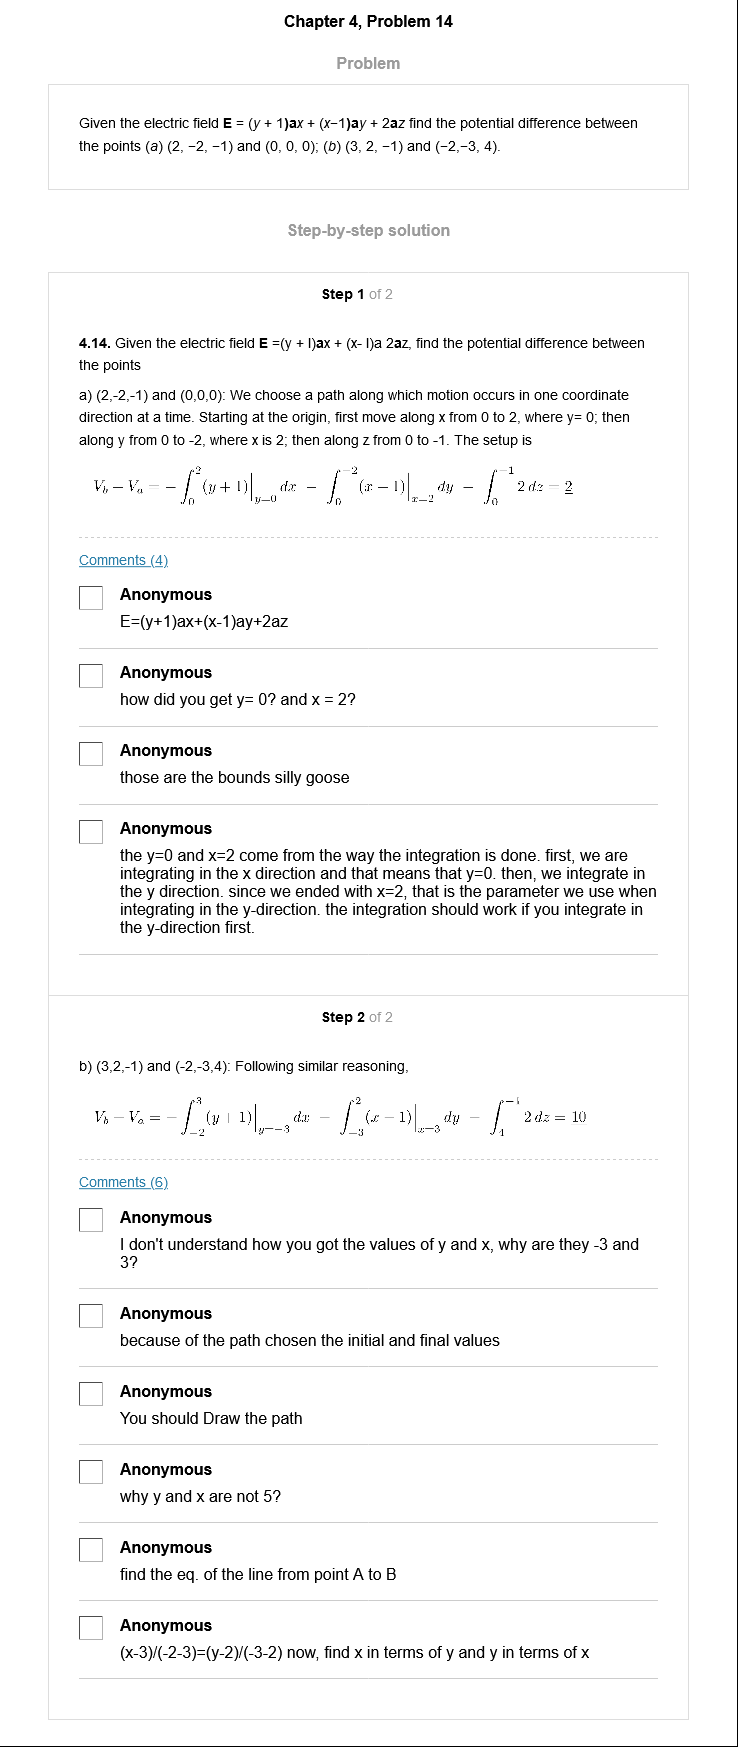 Chapter 4, Problem 14
Problem
Given the electric field E = (y + 1)ax + (x−1)ay + 2az find the potential difference between
the points (a) (2, −2, −1) and (0, 0, 0); (b) (3, 2, −1) and (−2,−3, 4).
Step-by-step solution
Step 1 of 2
4.14. Given the electric field E =(y + l)ax + (x- l)a 2az, find the potential difference between
the points
a) (2,-2,-1) and (0,0,0): We choose a path along which motion occurs in one coordinate
direction at a time. Starting at the origin, first move along x from 0 to 2, where y= 0; then
along y from 0 to -2, where x is 2; then along z from 0 to -1. The setup is
V_b − V_a = − ∫_0^2 (y + 1)|_{y=0} dx − ∫_0^{−2} (x − 1)|_{x=2} dy − ∫_0^{−1} 2 dz = 2
Comments (4)
Anonymous
E=(y+1)ax+(x-1)ay+2az
Anonymous
how did you get y= 0? and x = 2?
Anonymous
those are the bounds silly goose
Anonymous
the y=0 and x=2 come from the way the integration is done. first, we are
integrating in the x direction and that means that y=0. then, we integrate in
the y direction. since we ended with x=2, that is the parameter we use when
integrating in the y-direction. the integration should work if you integrate in
the y-direction first.
Step 2 of 2
b) (3,2,-1) and (-2,-3,4): Following similar reasoning,
V_b − V_a = − ∫_{−2}^3 (y + 1)|_{y=−3} dx − ∫_{−3}^2 (x − 1)|_{x=3} dy − ∫_4^{−1} 2 dz = 10
Comments (6)
Anonymous
I don't understand how you got the values of y and x, why are they -3 and
3?
Anonymous
because of the path chosen the initial and final values
Anonymous
You should Draw the path
Anonymous
why y and x are not 5?
Anonymous
find the eq. of the line from point A to B
Anonymous
(x-3)/(-2-3)=(y-2)/(-3-2) now, find x in terms of y and y in terms of x